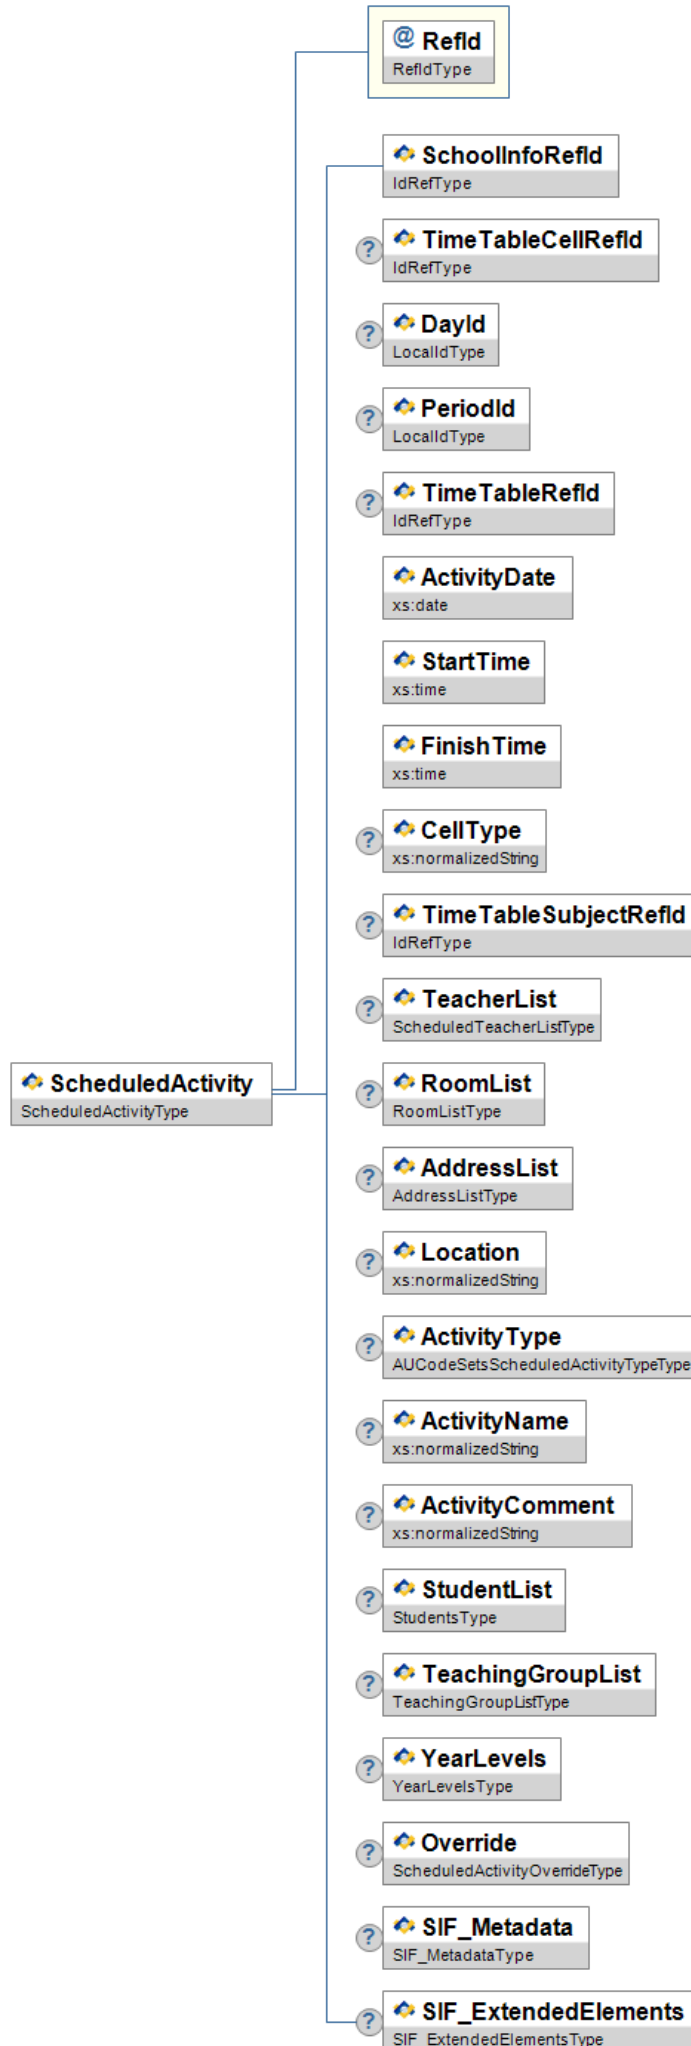 @ RefId
RefIdType
SchoolInfoRefId
IdRefType
? TimeTableCellRefId
IdRefType
? DayId
LocalIdType
? PeriodId
LocalIdType
? TimeTableRefId
IdRefType
ActivityDate
xs:date
StartTime
xs:time
FinishTime
xs:time
? CellType
xs:normalizedString
? TimeTableSubjectRefId
IdRefType
? TeacherList
ScheduledTeacherListType
ScheduledActivity
ScheduledActivityType
? RoomList
RoomListType
? AddressList
AddressListType
? Location
xs:normalizedString
? ActivityType
AUCodeSetsScheduledActivityTypeType
? ActivityName
xs:normalizedString
? ActivityComment
xs:normalizedString
? StudentList
StudentsType
? TeachingGroupList
TeachingGroupListType
? YearLevels
YearLevelsType
? Override
ScheduledActivityOverrideType
? SIF_Metadata
SIF_MetadataType
? SIF_ExtendedElements
SIF_ExtendedElementsType